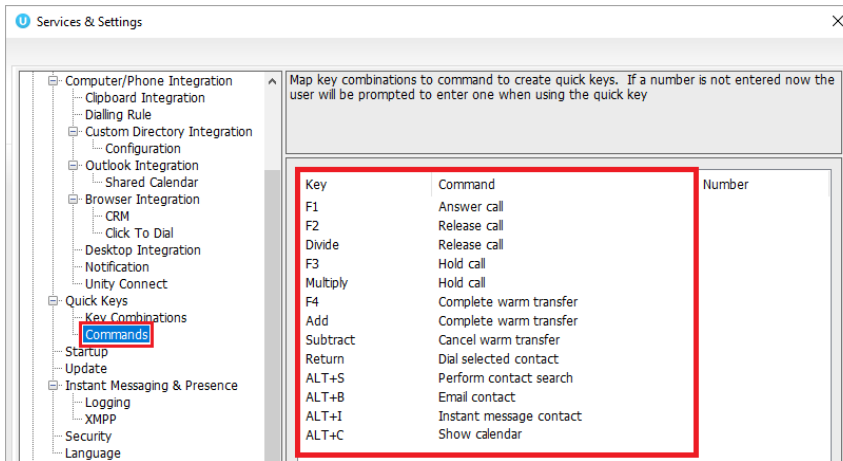 Services & Settings
Computer/Phone Integration
Clipboard Integration
Dialling Rule
Custom Directory Integration
Configuration
Outlook Integration
Shared Calendar
Browser Integration
CRM
Click To Dial
Desktop Integration
Notification
Unity Connect
Quick Keys
Key Combinations
Commands
Startup
Update
Instant Messaging & Presence
Logging
XMPP
Security
Language
Map key combinations to command to create quick keys. If a number is not entered now the
user will be prompted to enter one when using the quick key
Key Command Number
F1 Answer call
F2 Release call
Divide Release call
F3 Hold call
Multiply Hold call
F4 Complete warm transfer
Add Complete warm transfer
Subtract Cancel warm transfer
Return Dial selected contact
ALT+S Perform contact search
ALT+B Email contact
ALT+I Instant message contact
ALT+C Show calendar